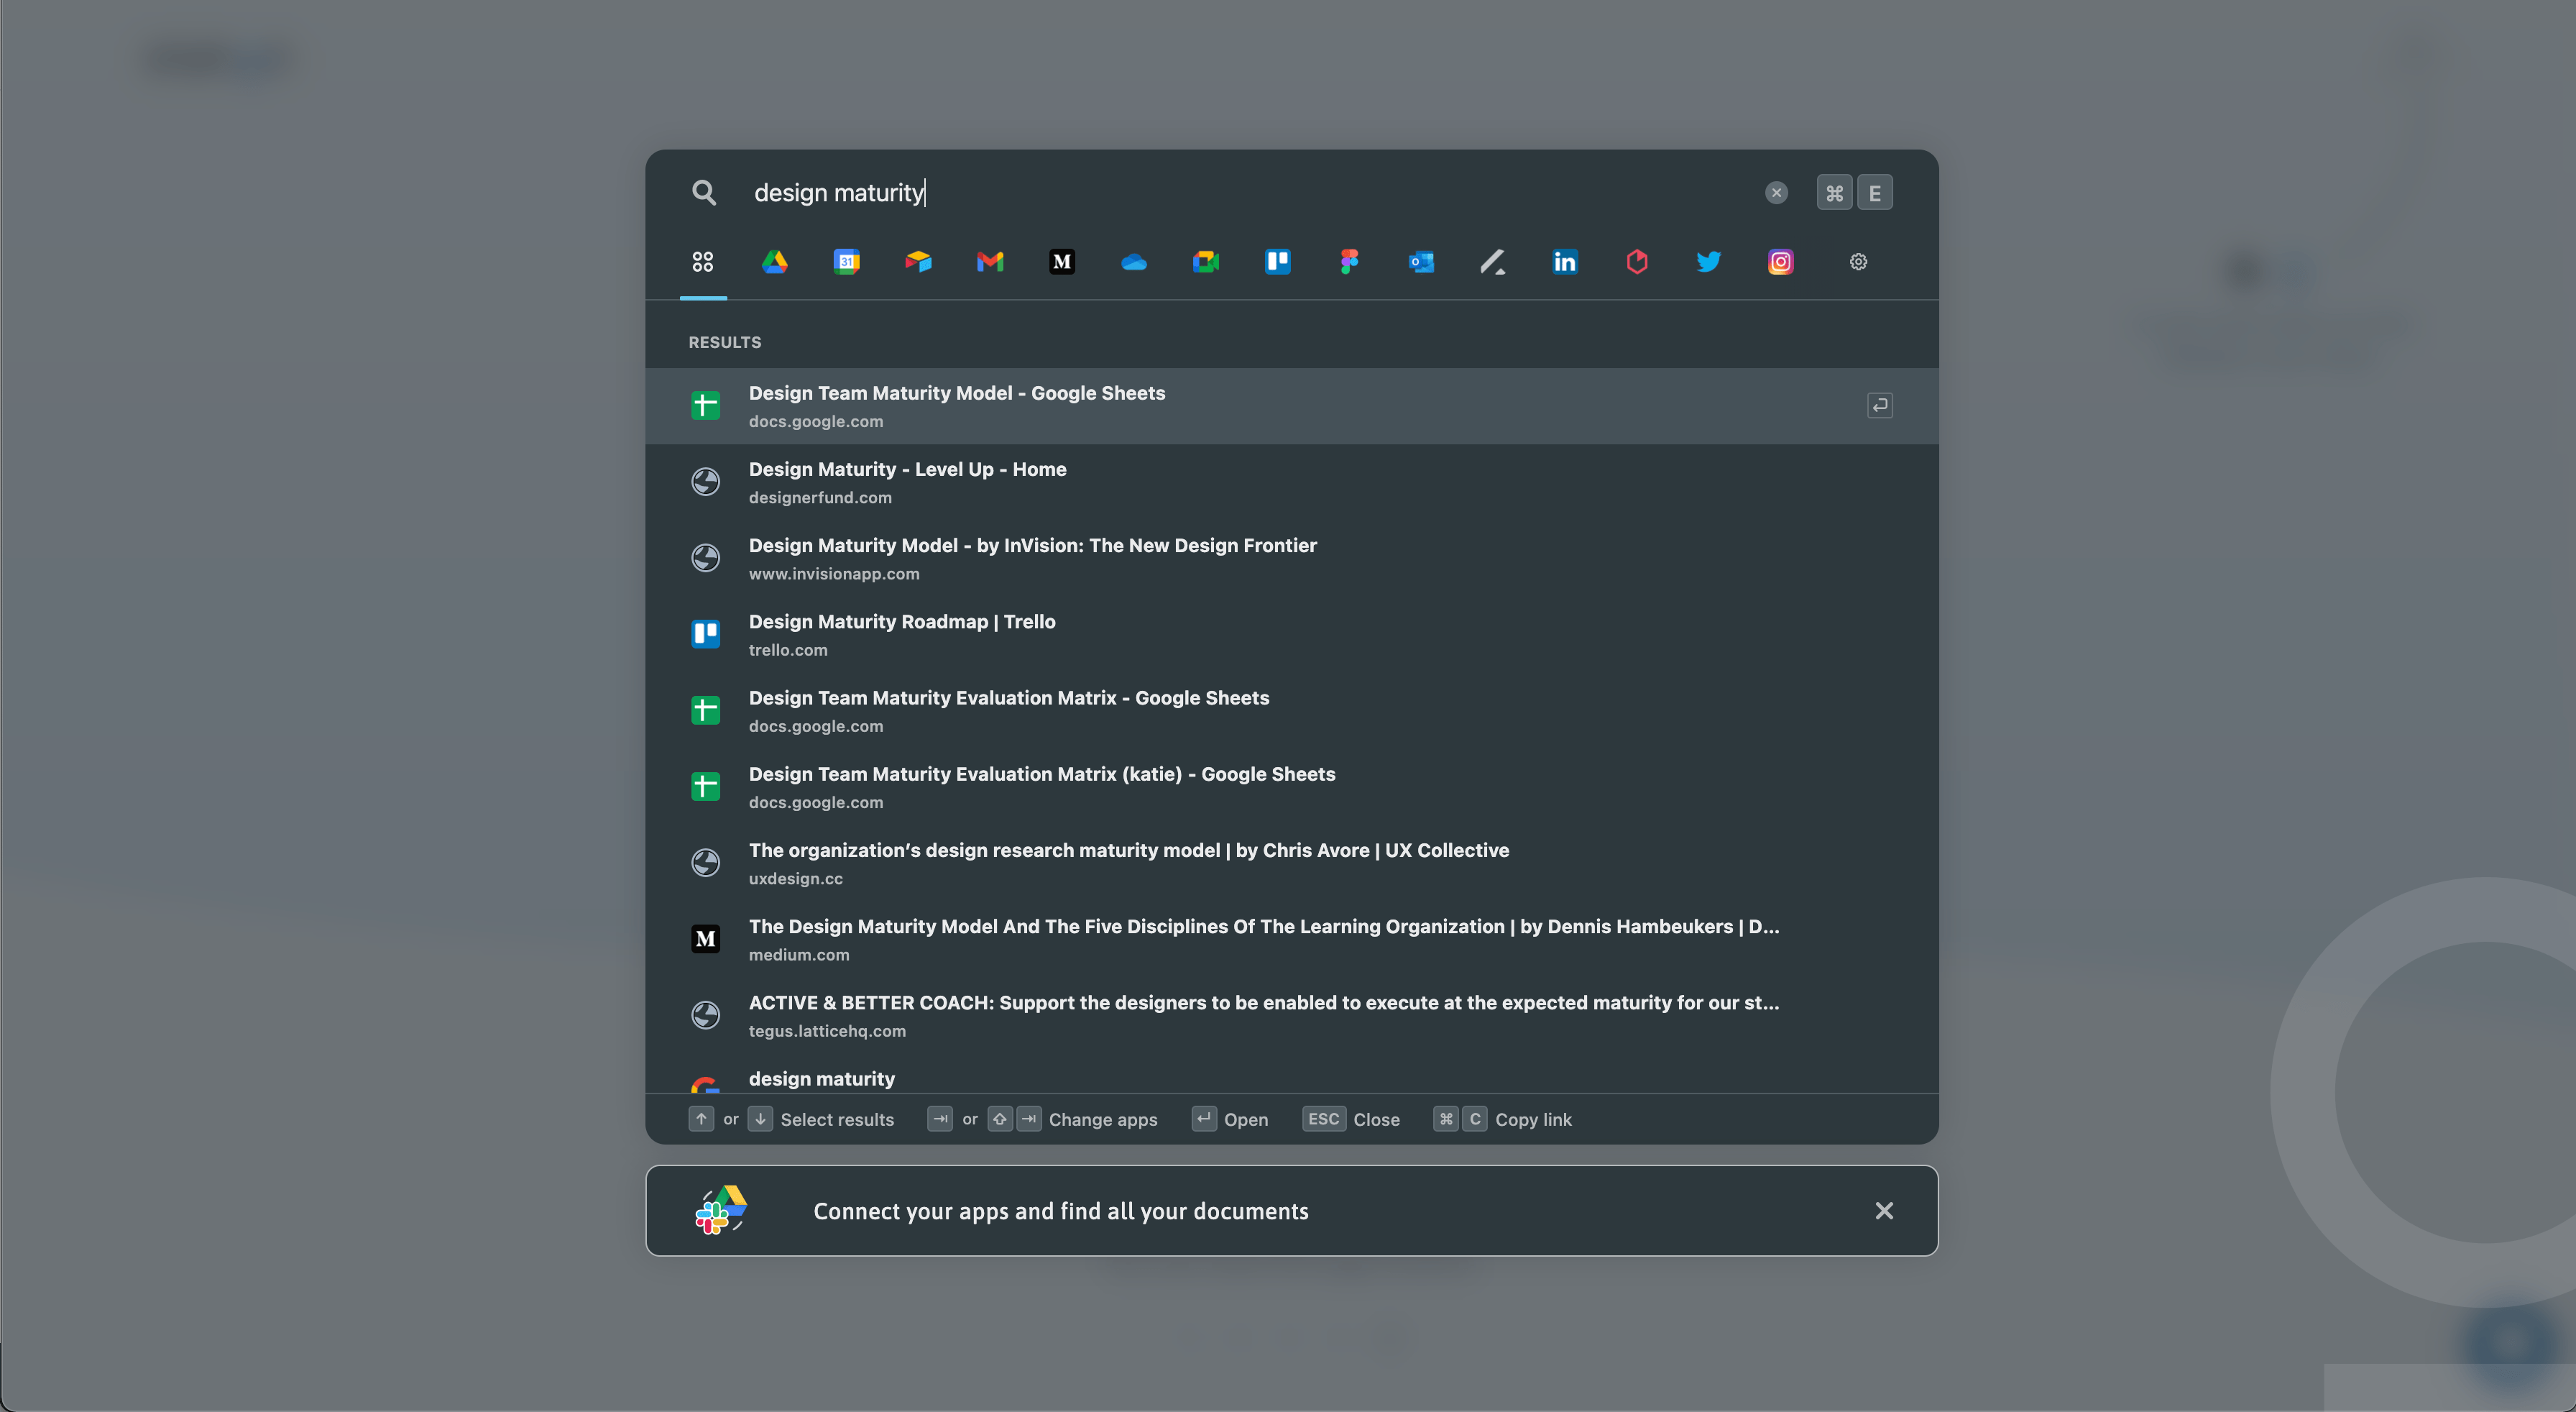 design maturity
⌘ E
31
M
in
RESULTS
Design Team Maturity Model - Google Sheets
docs.google.com
Design Maturity - Level Up - Home
designerfund.com
Design Maturity Model - by InVision: The New Design Frontier
www.invisionapp.com
Design Maturity Roadmap | Trello
trello.com
Design Team Maturity Evaluation Matrix - Google Sheets
docs.google.com
Design Team Maturity Evaluation Matrix (katie) - Google Sheets
docs.google.com
The organization’s design research maturity model | by Chris Avore | UX Collective
uxdesign.cc
M
The Design Maturity Model And The Five Disciplines Of The Learning Organization | by Dennis Hambeukers | D...
medium.com
ACTIVE & BETTER COACH: Support the designers to be enabled to execute at the expected maturity for our st...
tegus.latticehq.com
design maturity
↑ or ↓ Select results ⇥ or ⇧ ⇥ Change apps ↵ Open ESC Close ⌘ C Copy link
Connect your apps and find all your documents